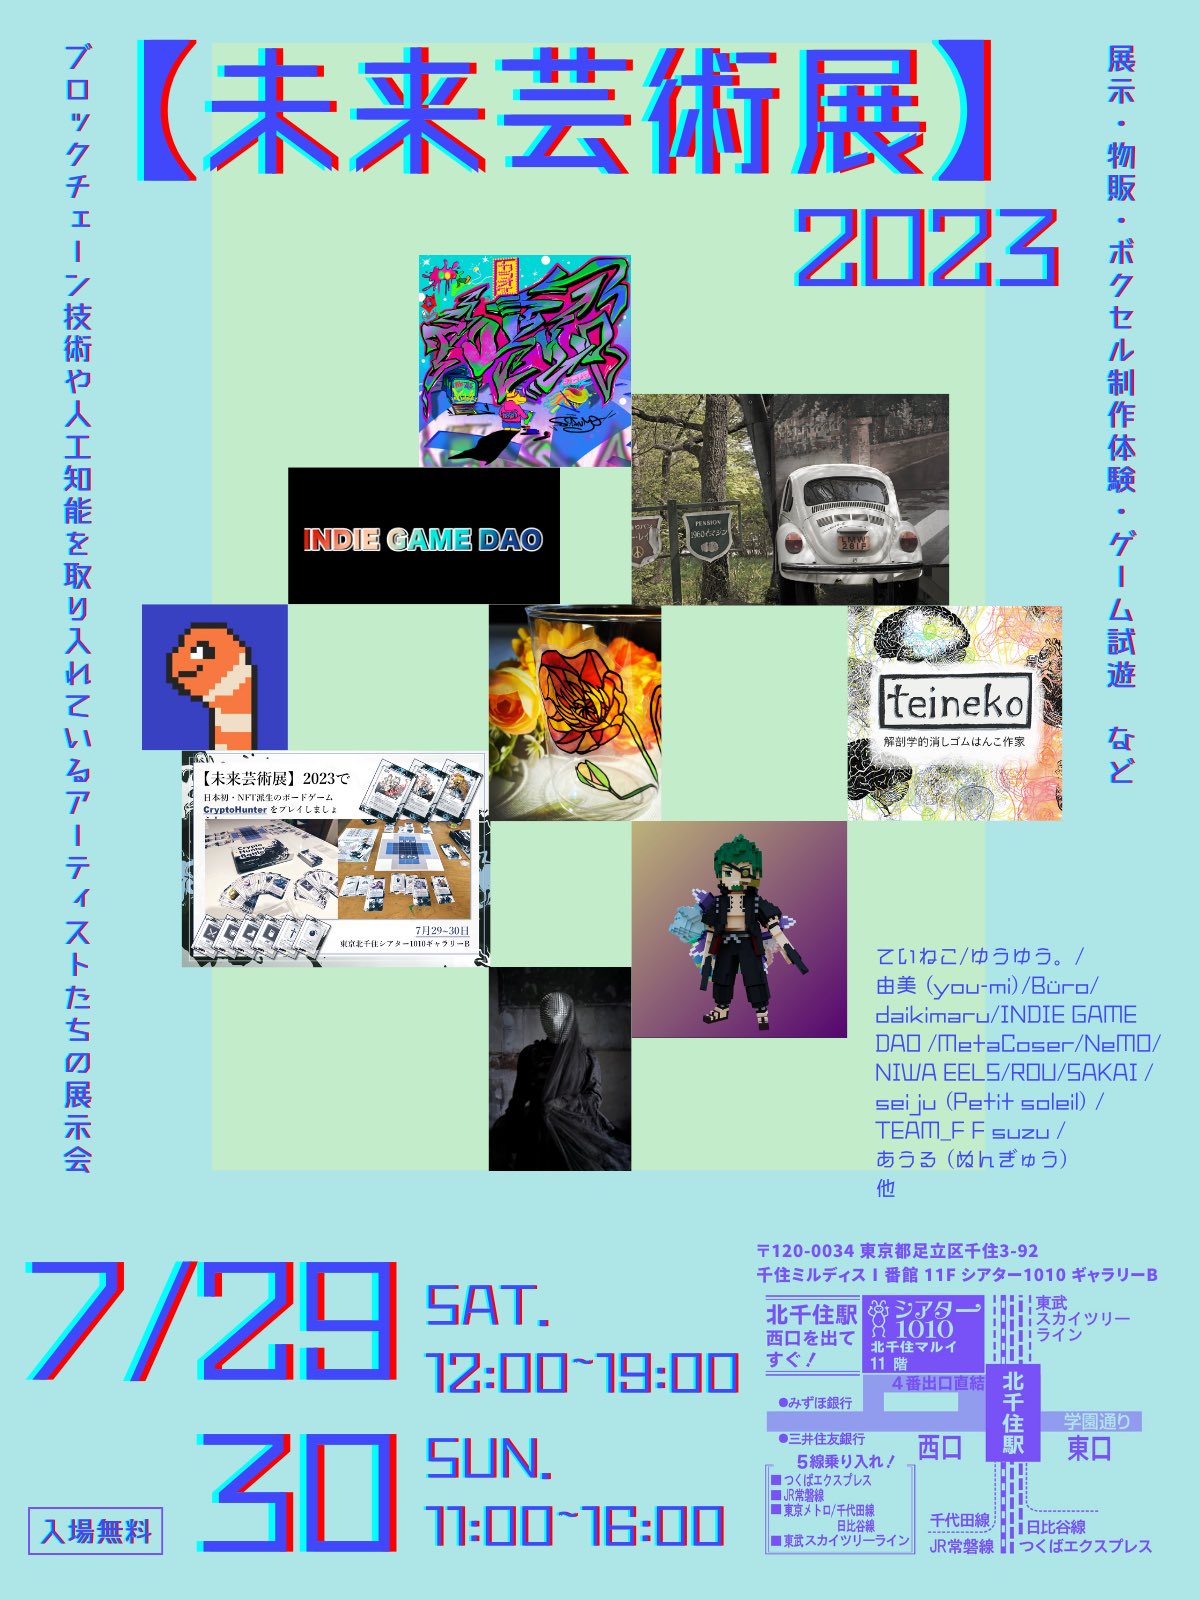 【未来芸術展】
2023
展示・物販・ボクセル制作体験・ゲーム試遊　など
ブロックチェーン技術や人工知能を取り入れているアーティストたちの展示会
INDIE GAME DAO
PENSION
1960イマジン
LMW
281P
teineko
解剖学的消しゴムはんこ作家
【未来芸術展】2023で
日本初・NFT派生のボードゲーム
CryptoHunter をプレイしましょ
Crypto
Hunter
7月29~30日
東京北千住シアター1010ギャラリーB
ていねこ/ゆうゆう。/
由美 (you-mi)/Büro/
daikimaru/INDIE GAME
DAO /MetaCoser/NeMO/
NIWA EELS/ROU/SAKAI /
sei ju (Petit soleil) /
TEAM_F F suzu /
あうる (ぬんぎゅう)
他
7/29
SAT.
12:00~19:00
30
SUN.
11:00~16:00
入場無料
〒120-0034 東京都足立区千住3-92
千住ミルディスⅠ番館 11F シアター1010 ギャラリーB
北千住駅
西口を出て
すぐ！
シアター
1010
北千住マルイ
11 階
東武
スカイツリー
ライン
4番出口直結
北千住駅
●みずほ銀行
学園通り
●三井住友銀行
西口
東口
5線乗り入れ！
■つくばエクスプレス
■JR常磐線
■東京メトロ/千代田線
日比谷線
■東武スカイツリーライン
千代田線
日比谷線
JR常磐線
つくばエクスプレス